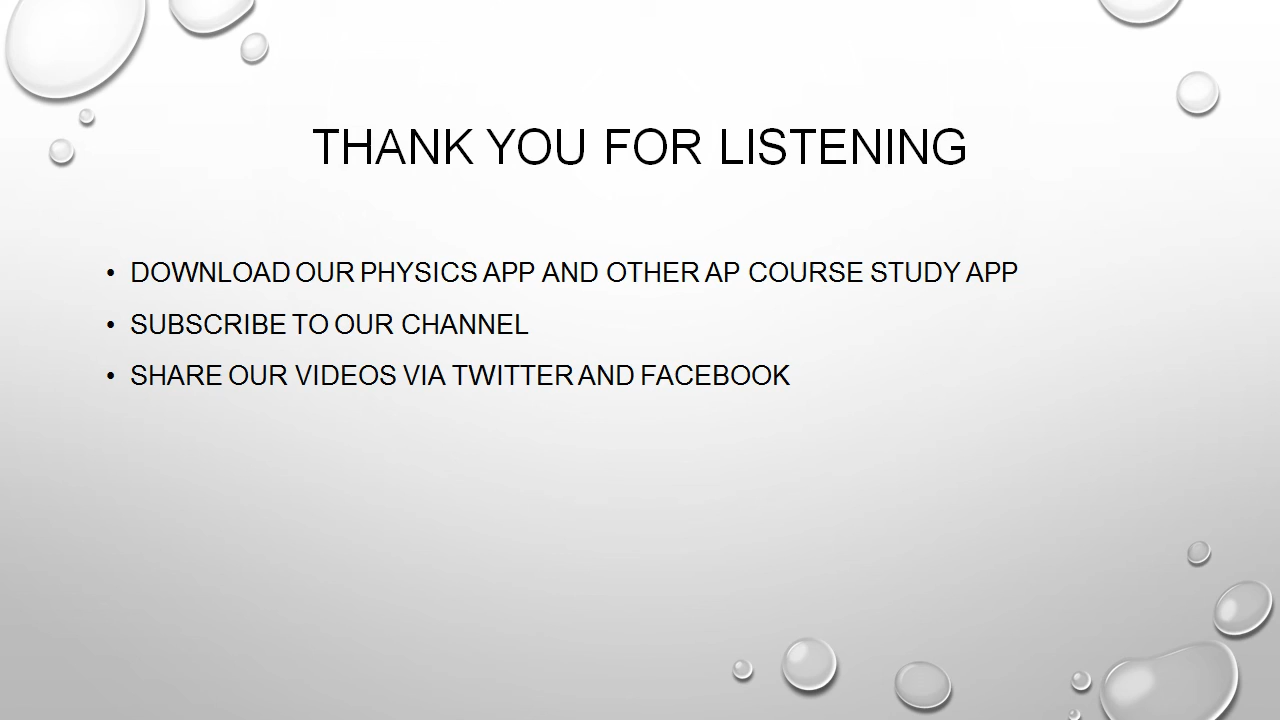 THANK YOU FOR LISTENING
• DOWNLOAD OUR PHYSICS APP AND OTHER AP COURSE STUDY APP
• SUBSCRIBE TO OUR CHANNEL
• SHARE OUR VIDEOS VIA TWITTER AND FACEBOOK